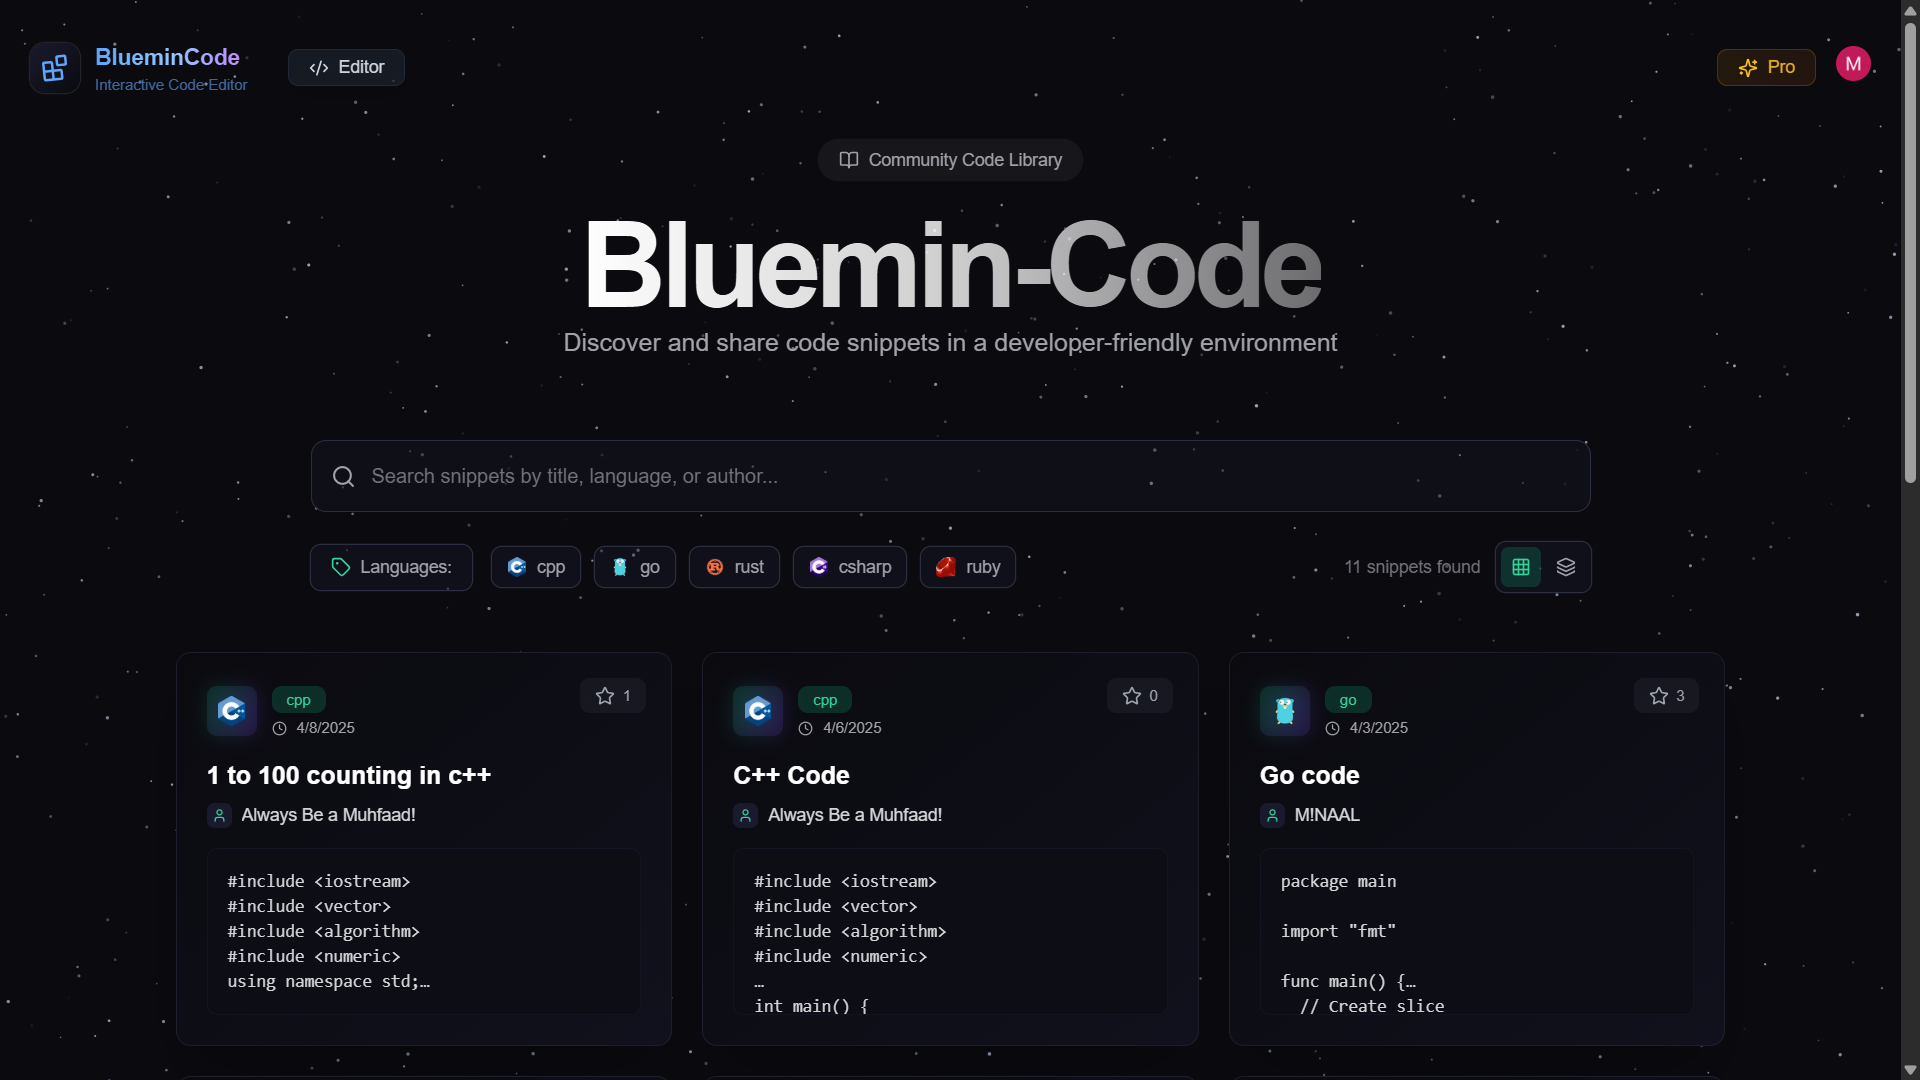 BlueminCode
Interactive Code Editor
Editor
Pro
M
Community Code Library
Bluemin-Code
Discover and share code snippets in a developer-friendly environment
Search snippets by title, language, or author...
Languages:
cpp
go
rust
csharp
ruby
11 snippets found
cpp
4/8/2025
1
1 to 100 counting in c++
Always Be a Muhfaad!
#include <iostream>
#include <vector>
#include <algorithm>
#include <numeric>
using namespace std;…
cpp
4/6/2025
0
C++ Code
Always Be a Muhfaad!
#include <iostream>
#include <vector>
#include <algorithm>
#include <numeric>
…
int main() {
go
4/3/2025
3
Go code
M!NAAL
package main
import "fmt"
func main() {…
// Create slice